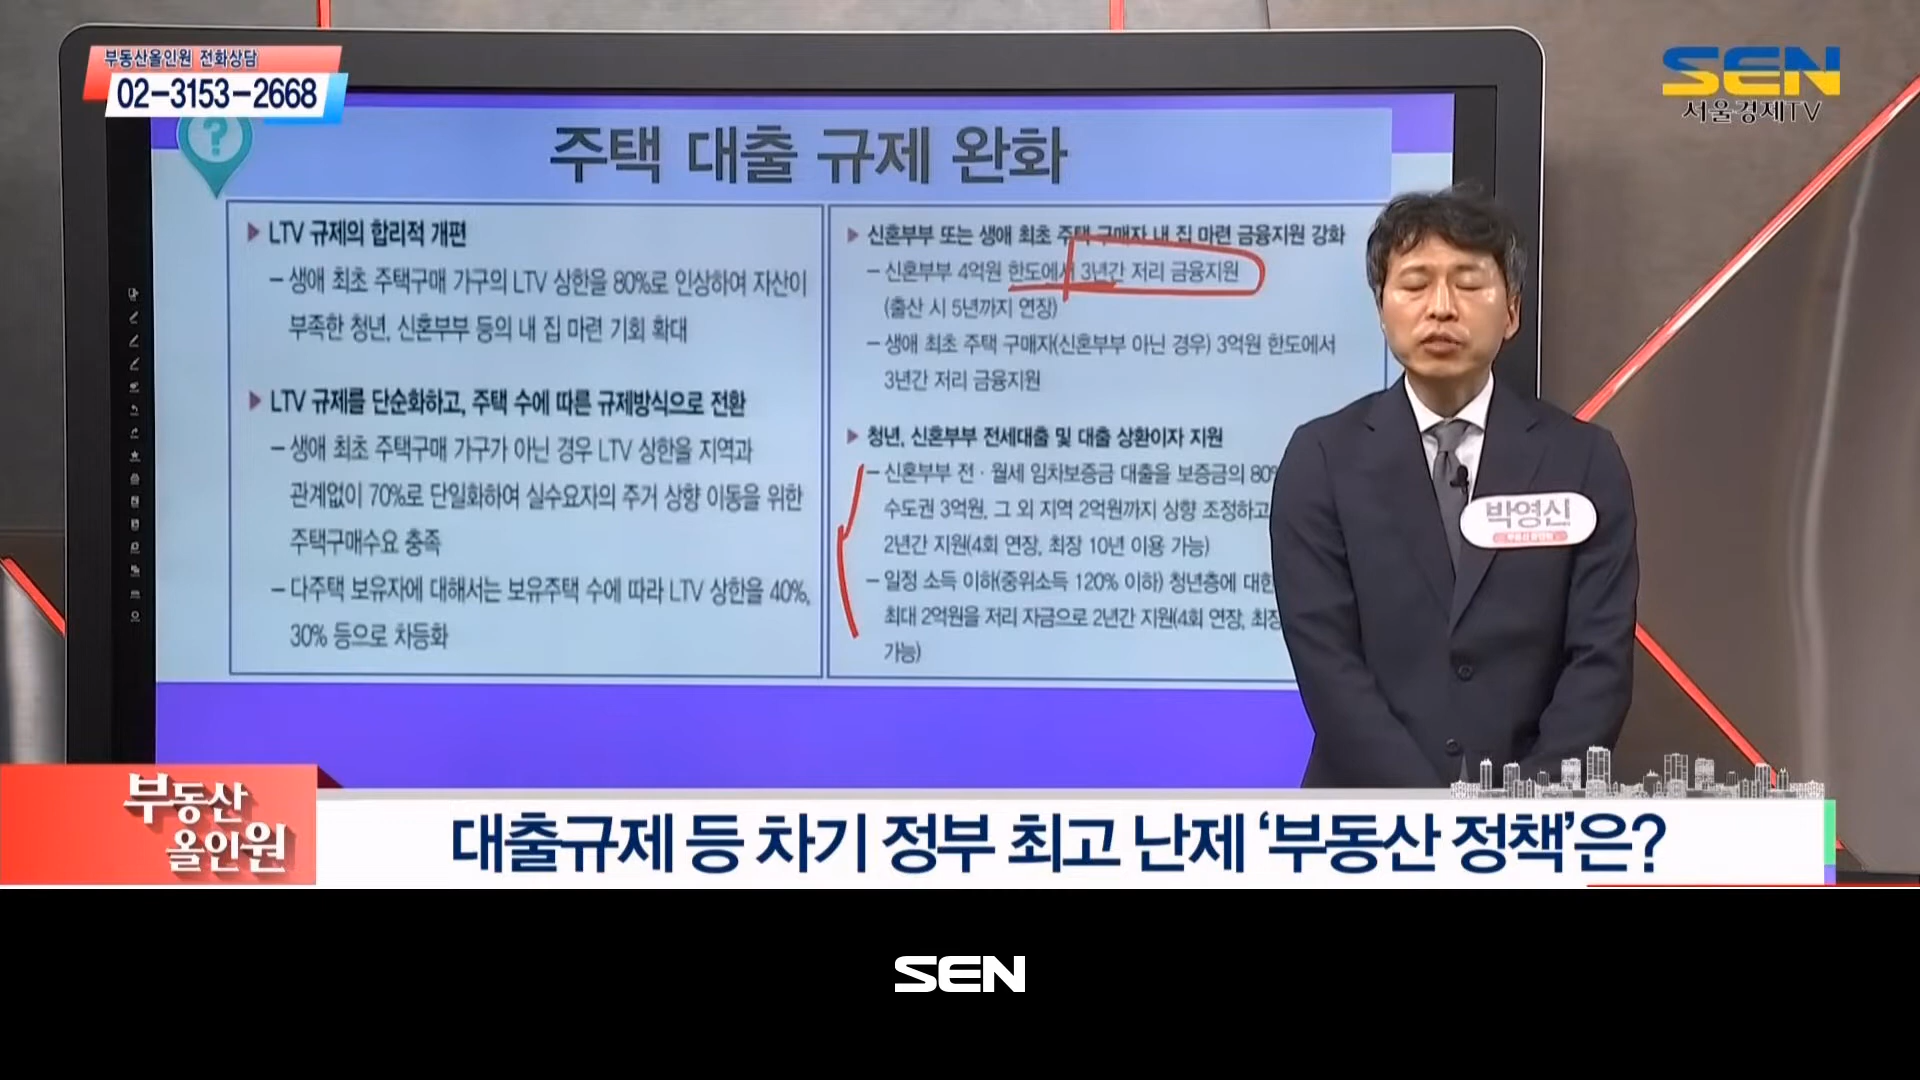 부동산올인원 전화상담
02-3153-2668
SEN
서울경제TV
?
주택 대출 규제 완화
▶ LTV 규제의 합리적 개편
– 생애 최초 주택구매 가구의 LTV 상한을 80%로 인상하여 자산이
부족한 청년, 신혼부부 등의 내 집 마련 기회 확대
▶ LTV 규제를 단순화하고, 주택 수에 따른 규제방식으로 전환
– 생애 최초 주택구매 가구가 아닌 경우 LTV 상한을 지역과
관계없이 70%로 단일화하여 실수요자의 주거 상향 이동을 위한
주택구매수요 충족
– 다주택 보유자에 대해서는 보유주택 수에 따라 LTV 상한을 40%,
30% 등으로 차등화
▶ 신혼부부 또는 생애 최초 주택 구매자 내 집 마련 금융지원 강화
– 신혼부부 4억원 한도에서 3년간 저리 금융지원
(출산 시 5년까지 연장)
– 생애 최초 주택 구매자(신혼부부 아닌 경우) 3억원 한도에서
3년간 저리 금융지원
▶ 청년, 신혼부부 전세대출 및 대출 상환이자 지원
– 신혼부부 전·월세 임차보증금 대출을 보증금의 80%
수도권 3억원, 그 외 지역 2억원까지 상향 조정하고
2년간 지원(4회 연장, 최장 10년 이용 가능)
– 일정 소득 이하(중위소득 120% 이하) 청년층에 대한
최대 2억원을 저리 자금으로 2년간 지원(4회 연장, 최장
가능)
박영신
부동산
올인원
대출규제 등 차기 정부 최고 난제 ‘부동산 정책’은?
SEN